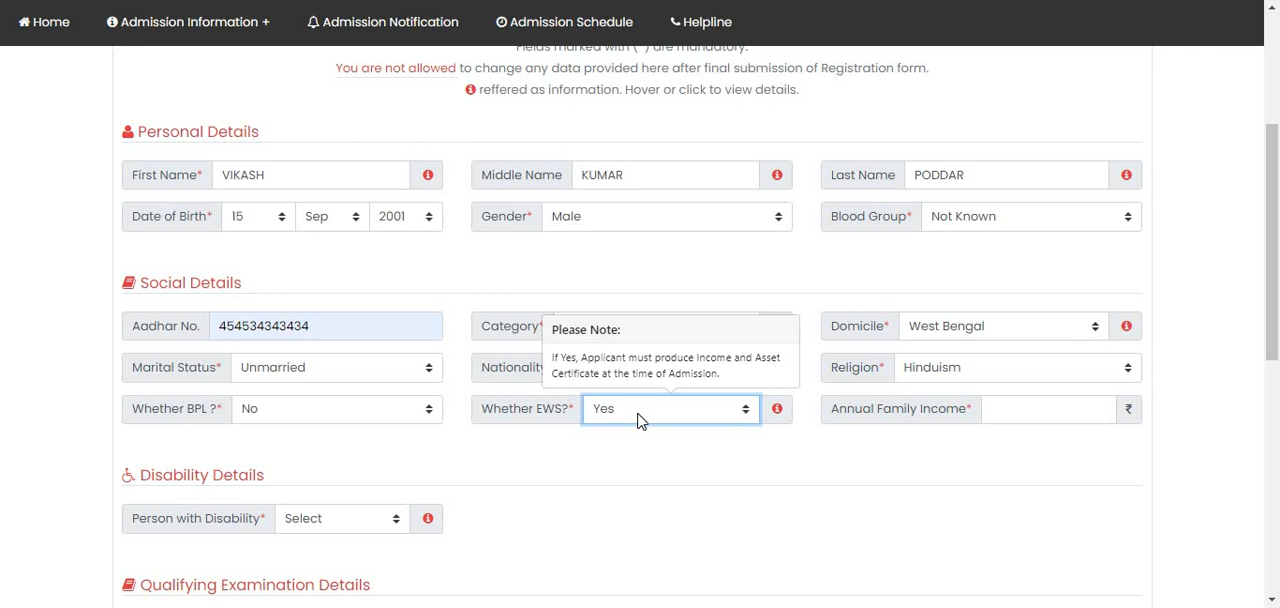 Home Admission Information + Admission Notification Admission Schedule Helpline
Fields marked with (*) are mandatory.
You are not allowed to change any data provided here after final submission of Registration form.
reffered as information. Hover or click to view details.
Personal Details
First Name* VIKASH Middle Name KUMAR Last Name PODDAR
Date of Birth* 15 Sep 2001 Gender* Male Blood Group* Not Known
Social Details
Aadhar No. 454534343434 Category* Domicile* West Bengal
Please Note:
If Yes, Applicant must produce Income and Asset
Certificate at the time of Admission.
Marital Status* Unmarried Nationality Religion* Hinduism
Whether BPL ?* No Whether EWS?* Yes Annual Family Income* ₹
Disability Details
Person with Disability* Select
Qualifying Examination Details